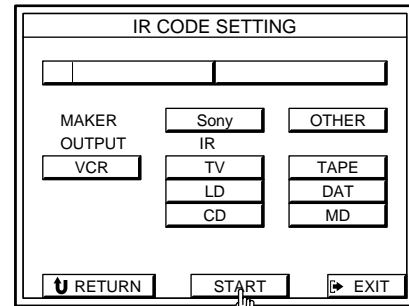 IR CODE SETTING
MAKER Sony OTHER
OUTPUT IR
VCR TV TAPE
LD DAT
CD MD
RETURN START EXIT